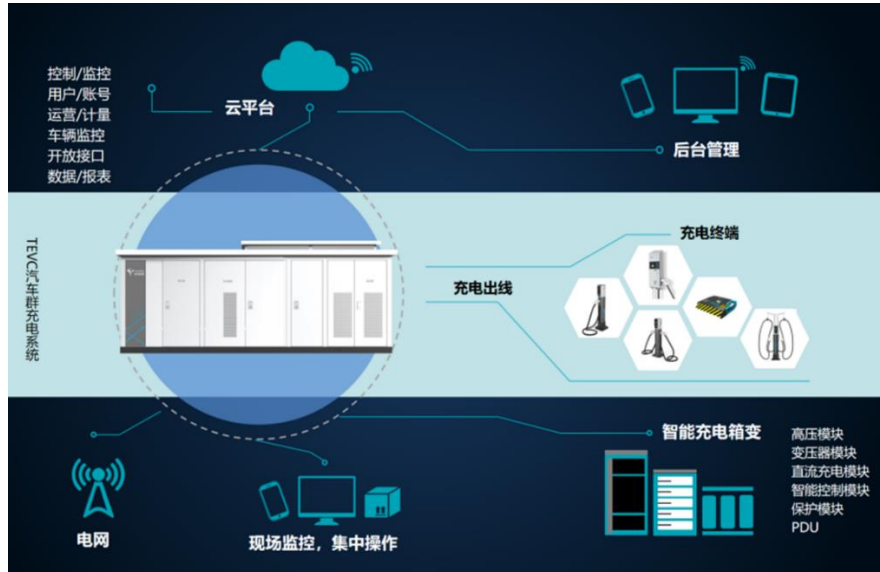 控制/监控
用户/账号
运营/计量
车辆监控
开放接口
数据/报表
云平台
后台管理
TEVC汽车群充电系统
充电终端
充电出线
电网
现场监控，集中操作
智能充电箱变
高压模块
变压器模块
直流充电模块
智能控制模块
保护模块
PDU